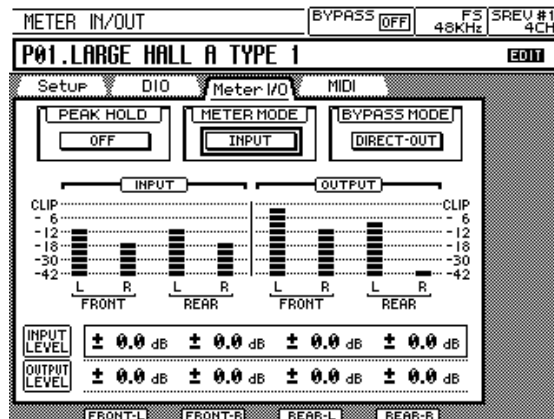 METER IN/OUT BYPASS OFF FS 48KHz SREV #1 4CH
P01.LARGE HALL A TYPE 1 EDIT
Setup DIO Meter I/O MIDI
PEAK HOLD METER MODE BYPASS MODE
OFF INPUT DIRECT-OUT
INPUT OUTPUT
CLIP CLIP
- 6 - 6
-12 -12
-18 -18
-30 -30
-42 -42
L R L R L R L R
FRONT REAR FRONT REAR
INPUT LEVEL ± 0.0 dB ± 0.0 dB ± 0.0 dB ± 0.0 dB
OUTPUT LEVEL ± 0.0 dB ± 0.0 dB ± 0.0 dB ± 0.0 dB
FRONT-L FRONT-R REAR-L REAR-R